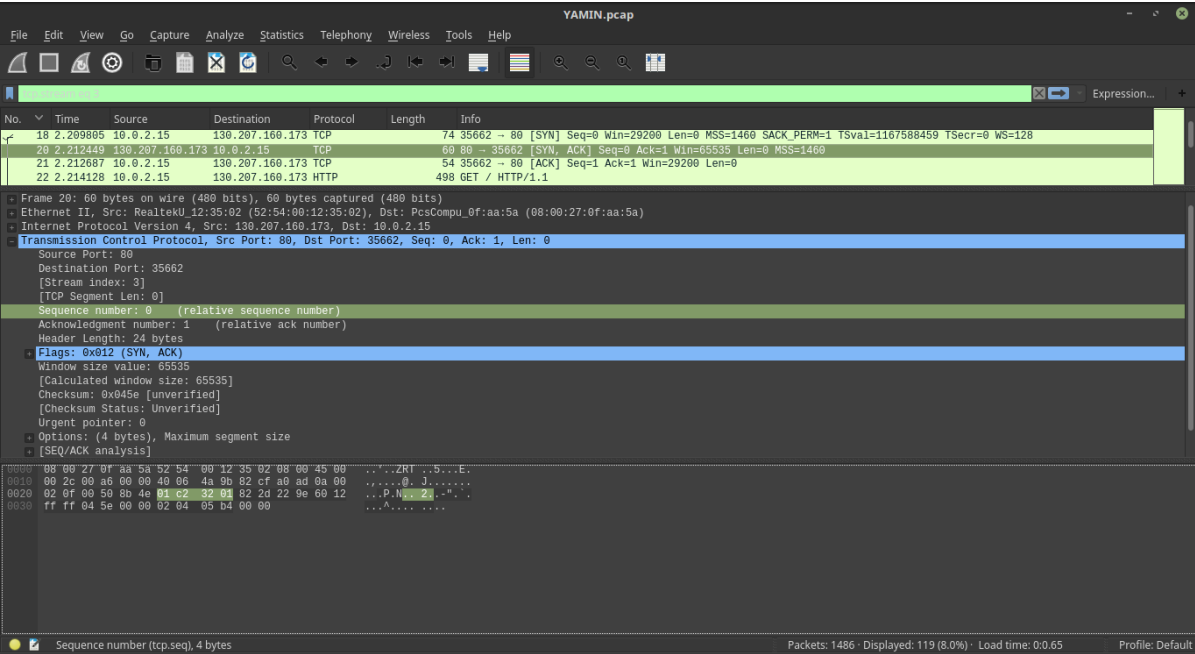 YAMIN.pcap
File Edit View Go Capture Analyze Statistics Telephony Wireless Tools Help
Expression... +
No. Time Source Destination Protocol Length Info
18 2.209805 10.0.2.15 130.207.160.173 TCP 74 35662 → 80 [SYN] Seq=0 Win=29200 Len=0 MSS=1460 SACK_PERM=1 TSval=1167588459 TSecr=0 WS=128
20 2.212449 130.207.160.173 10.0.2.15 TCP 60 80 → 35662 [SYN, ACK] Seq=0 Ack=1 Win=65535 Len=0 MSS=1460
21 2.212687 10.0.2.15 130.207.160.173 TCP 54 35662 → 80 [ACK] Seq=1 Ack=1 Win=29200 Len=0
22 2.214128 10.0.2.15 130.207.160.173 HTTP 498 GET / HTTP/1.1
Frame 20: 60 bytes on wire (480 bits), 60 bytes captured (480 bits)
Ethernet II, Src: RealtekU_12:35:02 (52:54:00:12:35:02), Dst: PcsCompu_0f:aa:5a (08:00:27:0f:aa:5a)
Internet Protocol Version 4, Src: 130.207.160.173, Dst: 10.0.2.15
Transmission Control Protocol, Src Port: 80, Dst Port: 35662, Seq: 0, Ack: 1, Len: 0
Source Port: 80
Destination Port: 35662
[Stream index: 3]
[TCP Segment Len: 0]
Sequence number: 0 (relative sequence number)
Acknowledgment number: 1 (relative ack number)
Header Length: 24 bytes
Flags: 0x012 (SYN, ACK)
Window size value: 65535
[Calculated window size: 65535]
Checksum: 0x045e [unverified]
[Checksum Status: Unverified]
Urgent pointer: 0
Options: (4 bytes), Maximum segment size
[SEQ/ACK analysis]
0000 08 00 27 0f aa 5a 52 54 00 12 35 02 08 00 45 00 ..'..ZRT ..5...E.
0010 00 2c 00 a6 00 00 40 06 4a 9b 82 cf a0 ad 0a 00 .,....@. J.......
0020 02 0f 00 50 8b 4e 01 c2 32 01 82 2d 22 9e 60 12 ...P.N.. 2..-".`.
0030 ff ff 04 5e 00 00 02 04 05 b4 00 00 ...^.... ....
Sequence number (tcp.seq), 4 bytes Packets: 1486 · Displayed: 119 (8.0%) · Load time: 0:0.65 Profile: Default